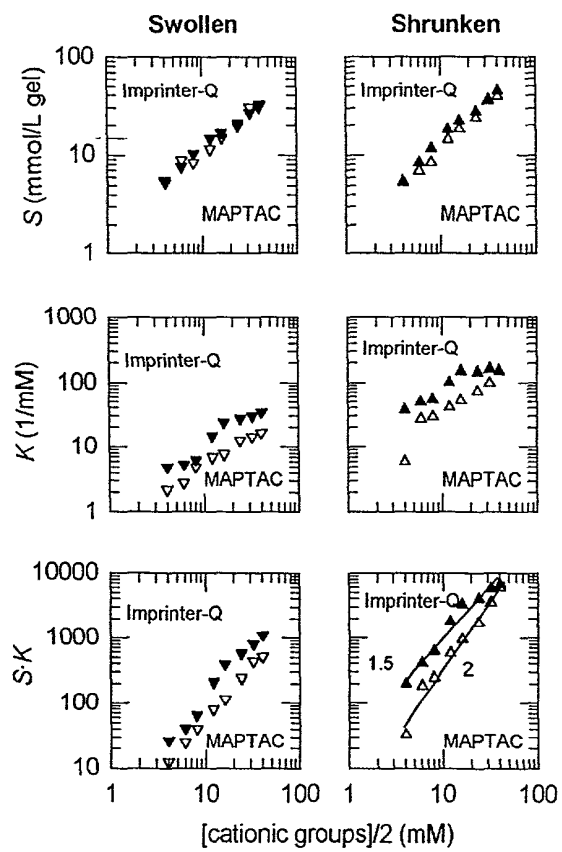 Swollen Shrunken
100
Imprinter-Q Imprinter-Q
S (mmol/L gel)
10
MAPTAC MAPTAC
1
1000
Imprinter-Q Imprinter-Q
100
K (1/mM)
10
MAPTAC MAPTAC
1
10000
Imprinter-Q Imprinter-Q
1000
S·K
1.5 2
100
MAPTAC MAPTAC
10
1 10 100 1 10 100
[cationic groups]/2 (mM)